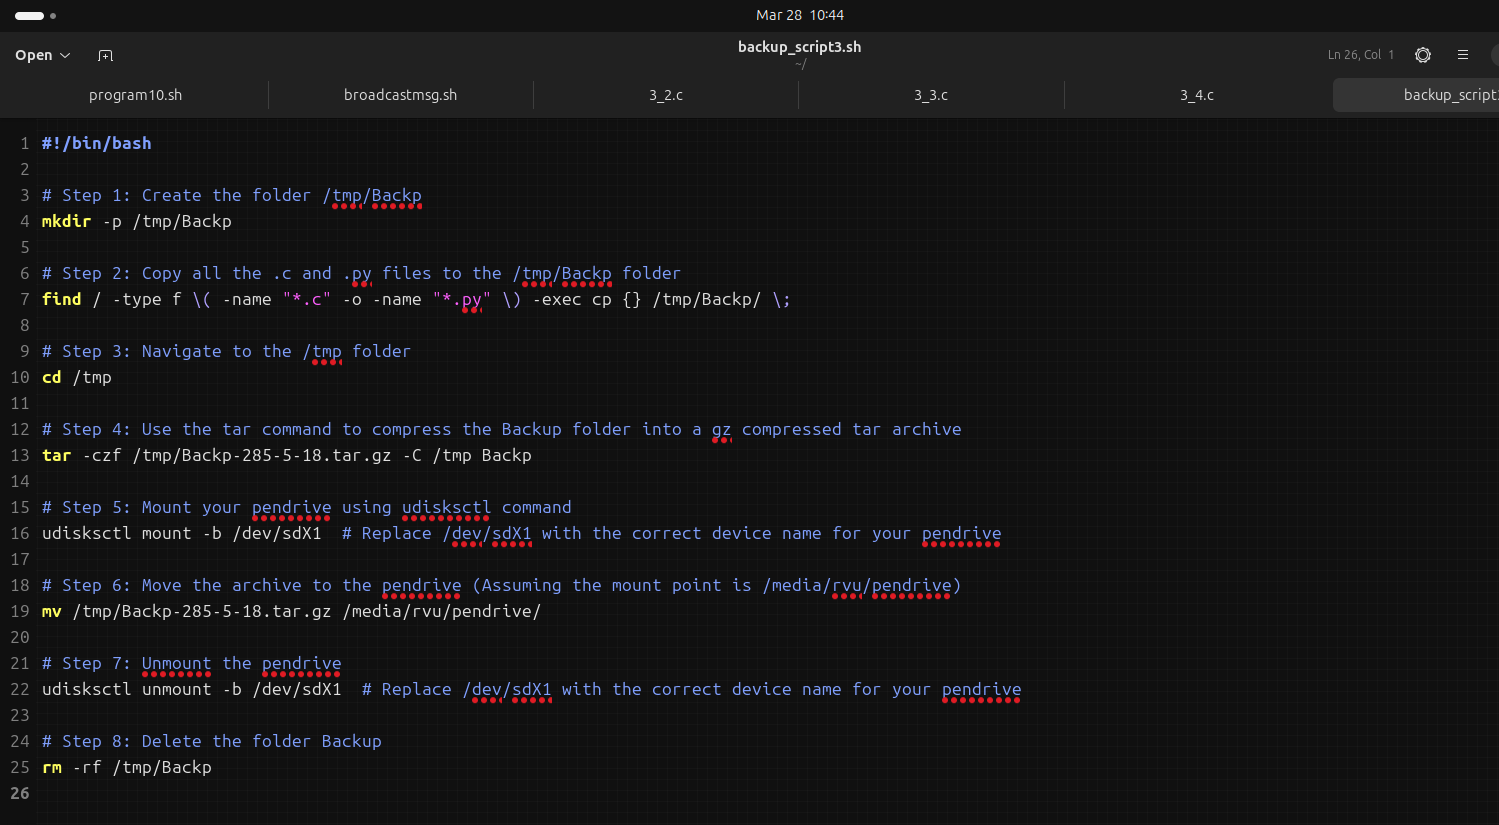 Mar 28 10:44
Open
backup_script3.sh
~/
Ln 26, Col 1
program10.sh
broadcastmsg.sh
3_2.c
3_3.c
3_4.c
backup_script
1 #!/bin/bash
2
3 # Step 1: Create the folder /tmp/Backp
4 mkdir -p /tmp/Backp
5
6 # Step 2: Copy all the .c and .py files to the /tmp/Backp folder
7 find / -type f \( -name "*.c" -o -name "*.py" \) -exec cp {} /tmp/Backp/ \;
8
9 # Step 3: Navigate to the /tmp folder
10 cd /tmp
11
12 # Step 4: Use the tar command to compress the Backup folder into a gz compressed tar archive
13 tar -czf /tmp/Backp-285-5-18.tar.gz -C /tmp Backp
14
15 # Step 5: Mount your pendrive using udisksctl command
16 udisksctl mount -b /dev/sdX1  # Replace /dev/sdX1 with the correct device name for your pendrive
17
18 # Step 6: Move the archive to the pendrive (Assuming the mount point is /media/rvu/pendrive)
19 mv /tmp/Backp-285-5-18.tar.gz /media/rvu/pendrive/
20
21 # Step 7: Unmount the pendrive
22 udisksctl unmount -b /dev/sdX1  # Replace /dev/sdX1 with the correct device name for your pendrive
23
24 # Step 8: Delete the folder Backup
25 rm -rf /tmp/Backp
26